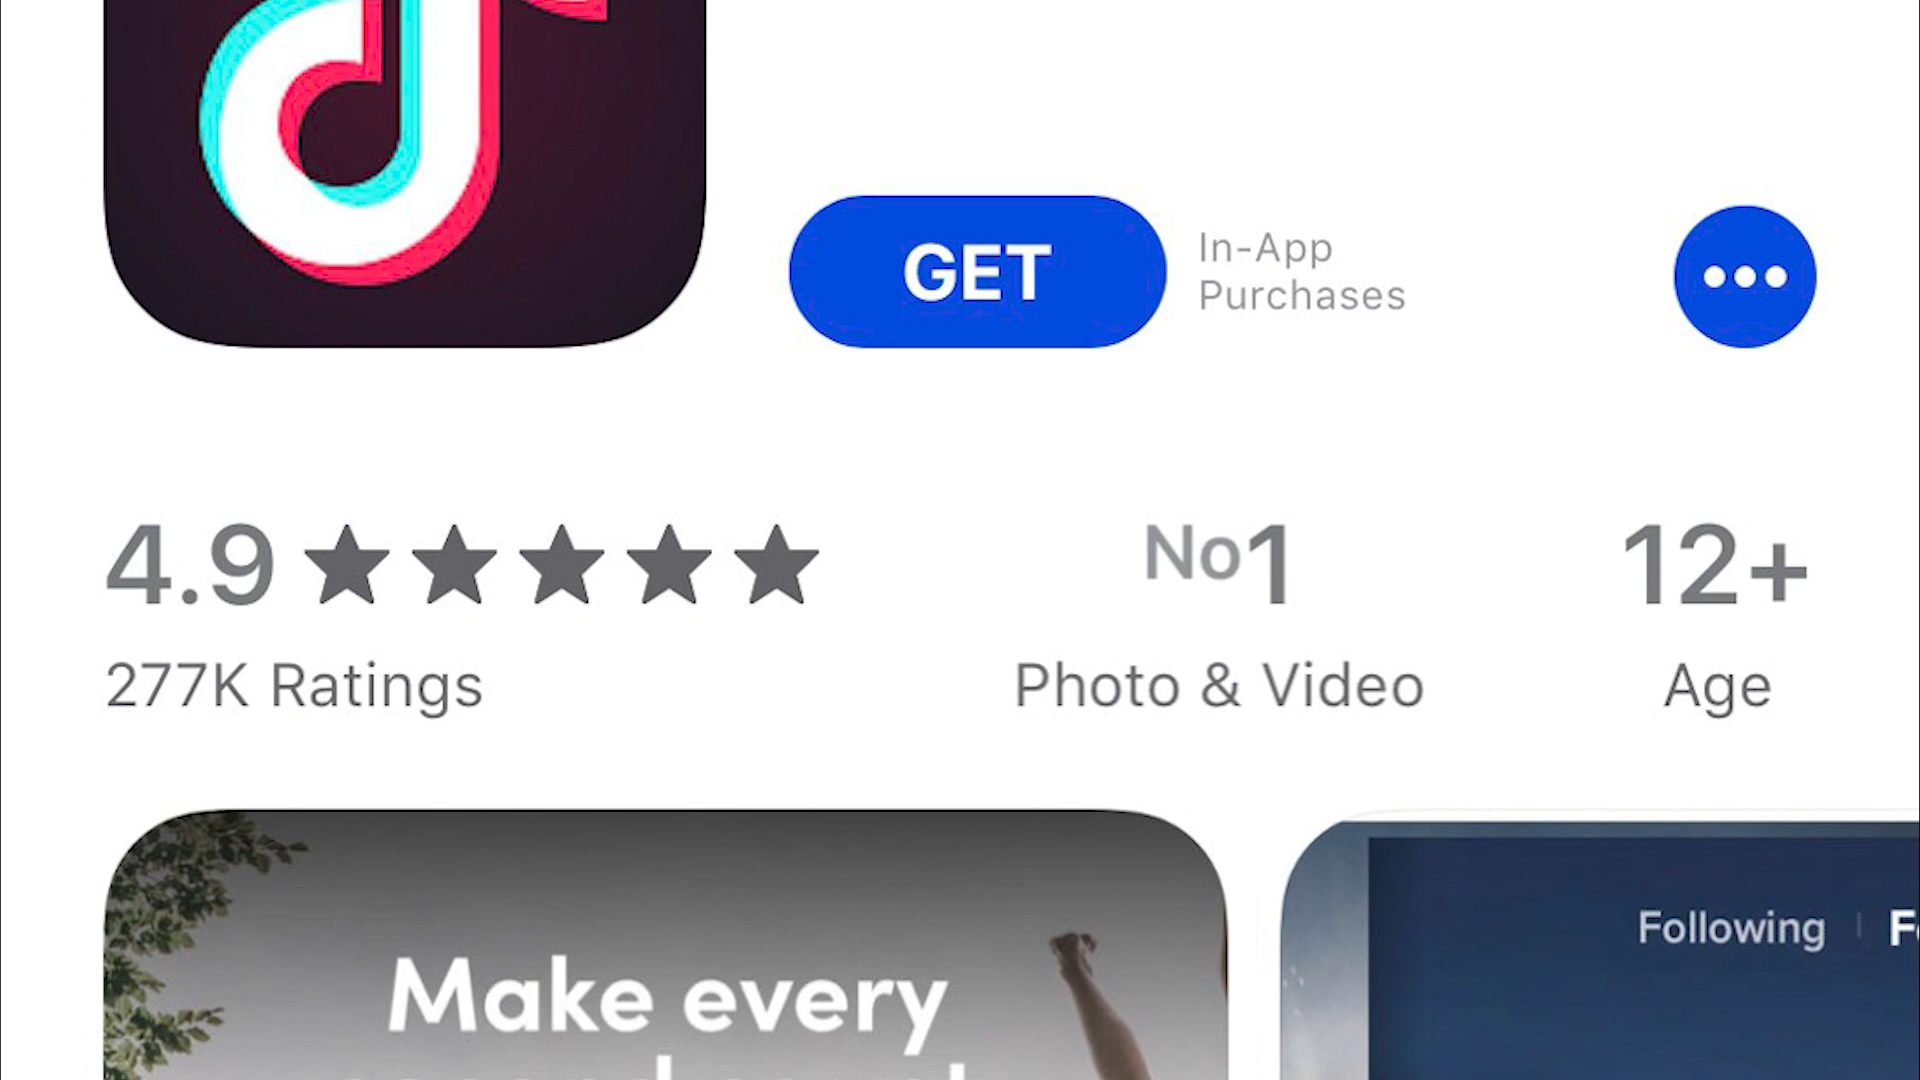 GET
In-App
Purchases
4.9
No1
12+
277K Ratings
Photo & Video
Age
Following
Make every